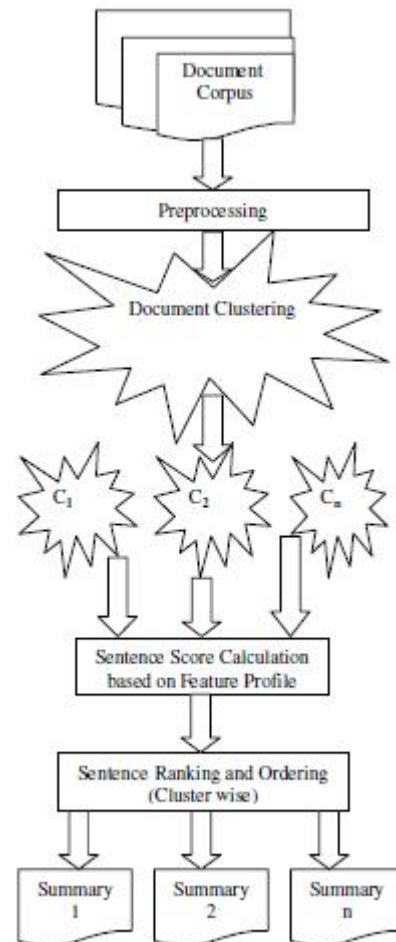 Document
Corpus
Preprocessing
Document Clustering
C1
C2
Cn
Sentence Score Calculation
based on Feature Profile
Sentence Ranking and Ordering
(Cluster wise)
Summary
1
Summary
2
Summary
n